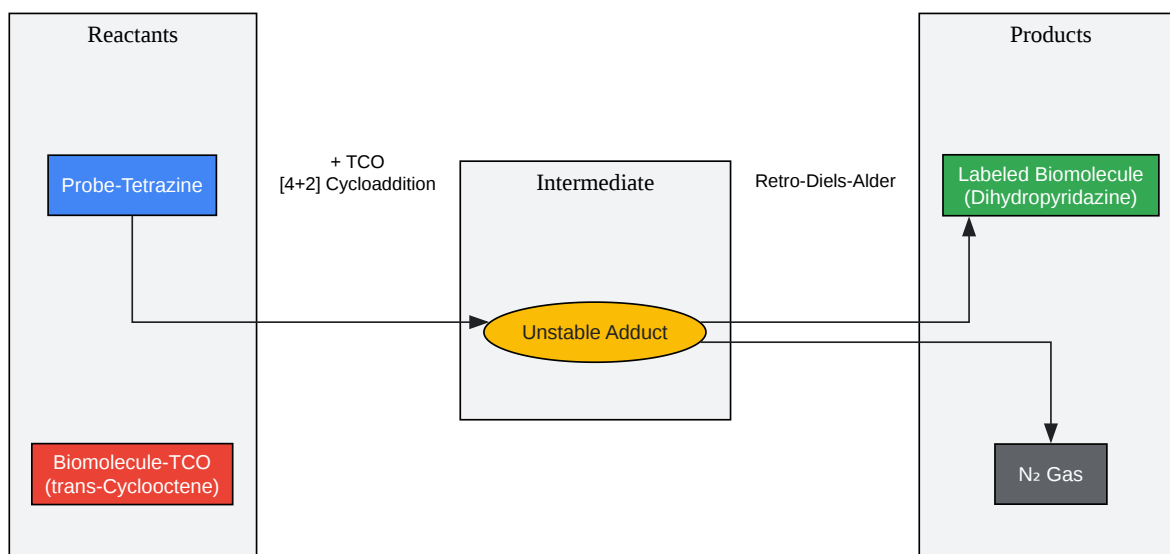 Reactants
Probe-Tetrazine
Biomolecule-TCO
(trans-Cyclooctene)
+ TCO
[4+2] Cycloaddition
Intermediate
Unstable Adduct
Retro-Diels-Alder
Products
Labeled Biomolecule
(Dihydropyridazine)
N₂ Gas